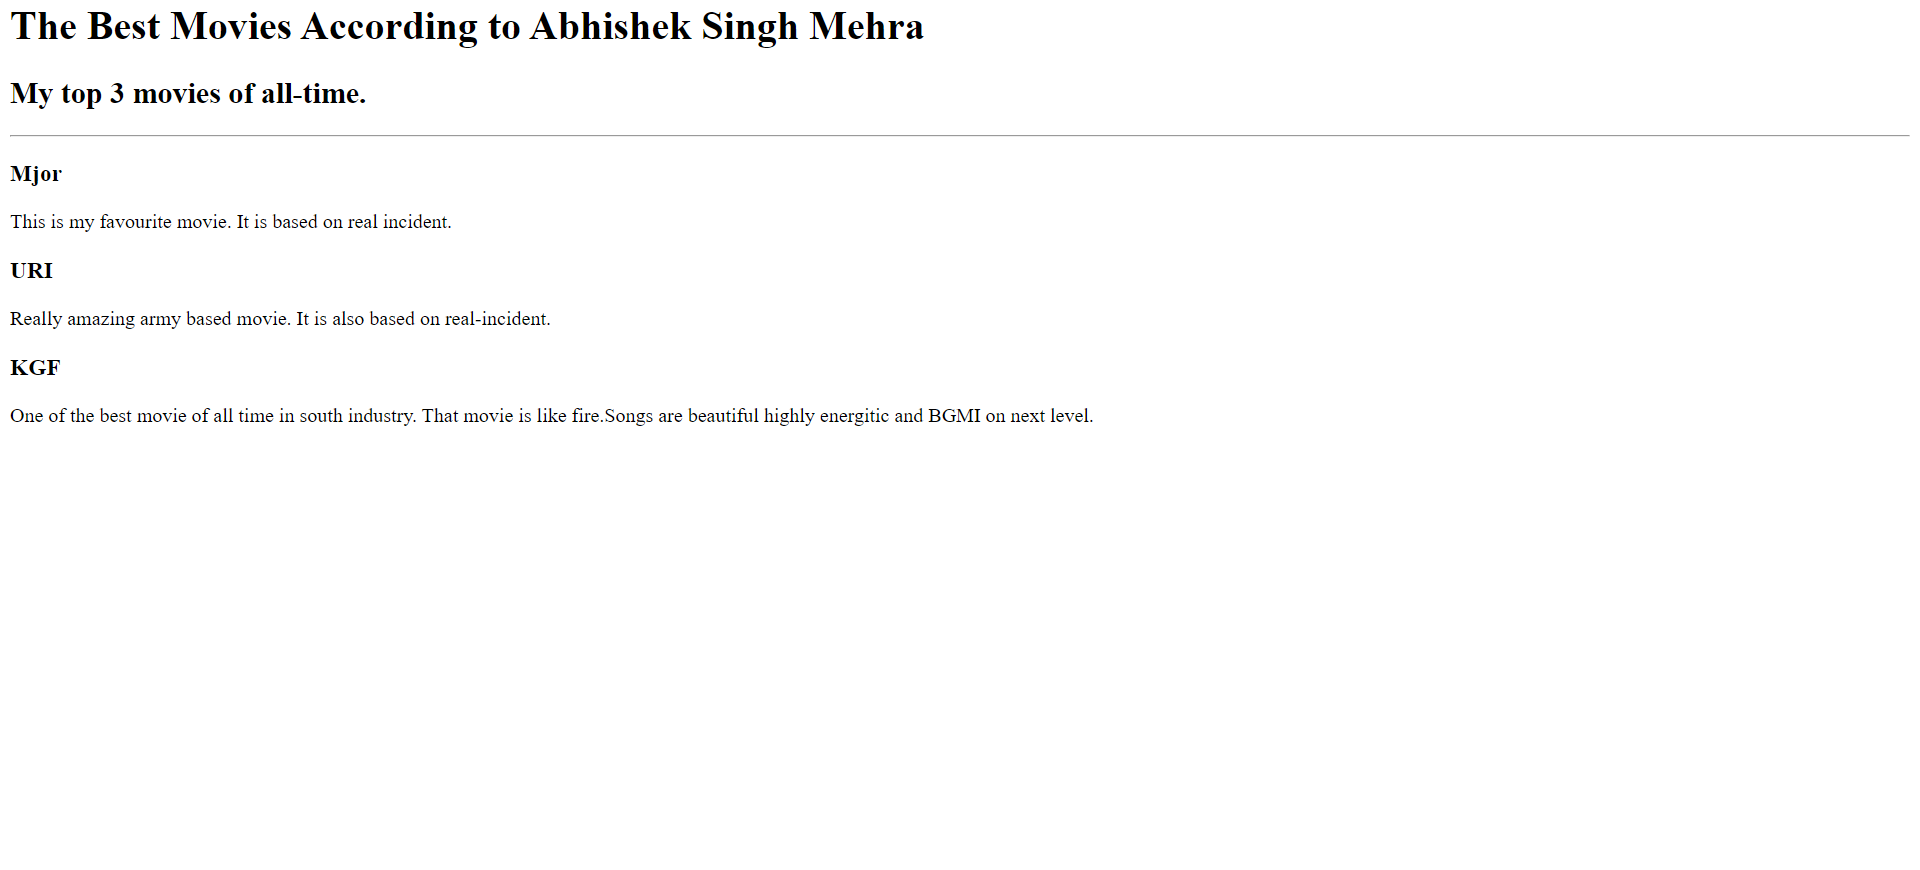 The Best Movies According to Abhishek Singh Mehra
My top 3 movies of all-time.
Mjor
This is my favourite movie. It is based on real incident.
URI
Really amazing army based movie. It is also based on real-incident.
KGF
One of the best movie of all time in south industry. That movie is like fire.Songs are beautiful highly energitic and BGMI on next level.